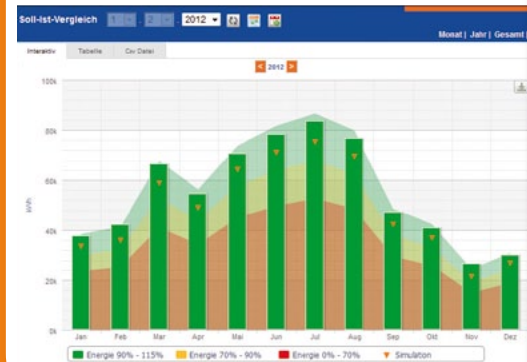 Soll-Ist-Vergleich 1 . 2 . 2012
Monat | Jahr | Gesamt |
Interaktiv Tabelle Csv Datei
< 2012 >
100k
80k
60k
40k
20k
0k
kWh
Jan Feb Mar Apr Mai Jun Jul Aug Sep Okt Nov Dez
Energie 90% - 115% Energie 70% - 90% Energie 0% - 70% Simulation